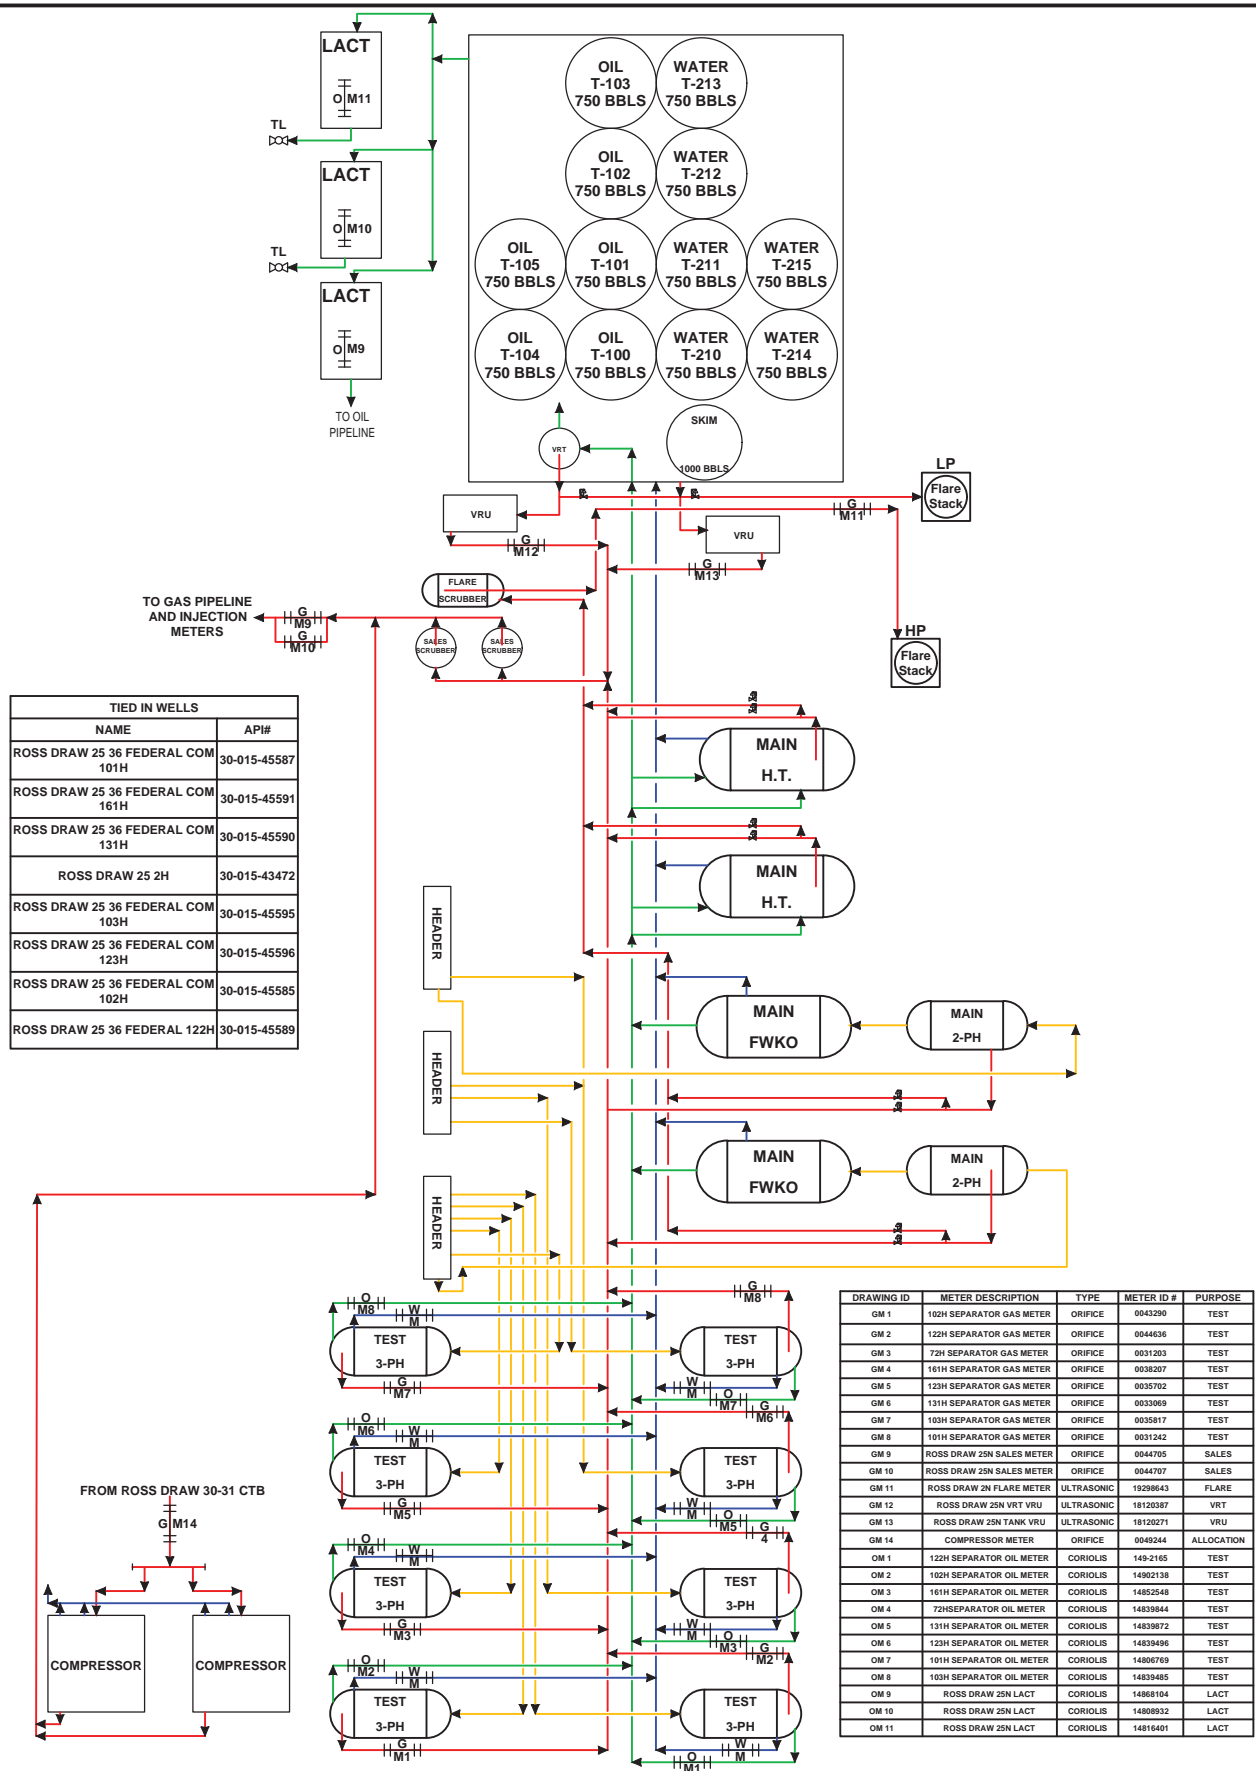 LACT
O M11
TL
LACT
O M10
TL
LACT
O M9
TO OIL
PIPELINE
OIL
T-103
750 BBLS
WATER
T-213
750 BBLS
OIL
T-102
750 BBLS
WATER
T-212
750 BBLS
OIL
T-105
750 BBLS
OIL
T-101
750 BBLS
WATER
T-211
750 BBLS
WATER
T-215
750 BBLS
OIL
T-104
750 BBLS
OIL
T-100
750 BBLS
WATER
T-210
750 BBLS
WATER
T-214
750 BBLS
VRT
SKIM
1000 BBLS
LP
Flare
Stack
VRU
G
M11
VRU
G
M12
G
M13
FLARE
SCRUBBER
TO GAS PIPELINE
AND INJECTION
METERS
G
M9
G
M10
SALES
SCRUBBER
SALES
SCRUBBER
HP
Flare
Stack
TIED IN WELLS
NAME API#
ROSS DRAW 25 36 FEDERAL COM
101H 30-015-45587
ROSS DRAW 25 36 FEDERAL COM
161H 30-015-45591
ROSS DRAW 25 36 FEDERAL COM
131H 30-015-45590
ROSS DRAW 25 2H 30-015-43472
ROSS DRAW 25 36 FEDERAL COM
103H 30-015-45595
ROSS DRAW 25 36 FEDERAL COM
123H 30-015-45596
ROSS DRAW 25 36 FEDERAL COM
102H 30-015-45585
ROSS DRAW 25 36 FEDERAL 122H 30-015-45589
MAIN
H.T.
MAIN
H.T.
HEADER
MAIN
FWKO
MAIN
2-PH
HEADER
MAIN
FWKO
MAIN
2-PH
HEADER
O
M8
W
M
TEST
3-PH
G
M7
G
M8
TEST
3-PH
W
M
O
M7
O
M6
W
M
TEST
3-PH
G
M5
G
M6
TEST
3-PH
W
M
O
M5
O
M4
W
M
TEST
3-PH
G
M3
G
4
TEST
3-PH
W
M
O
M3
O
M2
W
M
TEST
3-PH
G
M1
G
M2
TEST
3-PH
W
M
O
M1
FROM ROSS DRAW 30-31 CTB
G M14
COMPRESSOR
COMPRESSOR
DRAWING ID METER DESCRIPTION TYPE METER ID # PURPOSE
GM 1 102H SEPARATOR GAS METER ORIFICE 0043290 TEST
GM 2 122H SEPARATOR GAS METER ORIFICE 0044636 TEST
GM 3 72H SEPARATOR GAS METER ORIFICE 0031203 TEST
GM 4 161H SEPARATOR GAS METER ORIFICE 0038207 TEST
GM 5 123H SEPARATOR GAS METER ORIFICE 0035702 TEST
GM 6 131H SEPARATOR GAS METER ORIFICE 0033069 TEST
GM 7 103H SEPARATOR GAS METER ORIFICE 0035817 TEST
GM 8 101H SEPARATOR GAS METER ORIFICE 0031242 TEST
GM 9 ROSS DRAW 25N SALES METER ORIFICE 0044705 SALES
GM 10 ROSS DRAW 25N SALES METER ORIFICE 0044707 SALES
GM 11 ROSS DRAW 2N FLARE METER ULTRASONIC 19298643 FLARE
GM 12 ROSS DRAW 25N VRT VRU ULTRASONIC 18120387 VRT
GM 13 ROSS DRAW 25N TANK VRU ULTRASONIC 18120271 VRU
GM 14 COMPRESSOR METER ORIFICE 0049244 ALLOCATION
OM 1 122H SEPARATOR OIL METER CORIOLIS 149-2165 TEST
OM 2 102H SEPARATOR OIL METER CORIOLIS 14902138 TEST
OM 3 161H SEPARATOR OIL METER CORIOLIS 14852548 TEST
OM 4 72HSEPARATOR OIL METER CORIOLIS 14839844 TEST
OM 5 131H SEPARATOR OIL METER CORIOLIS 14839872 TEST
OM 6 123H SEPARATOR OIL METER CORIOLIS 14839496 TEST
OM 7 101H SEPARATOR OIL METER CORIOLIS 14806769 TEST
OM 8 103H SEPARATOR OIL METER CORIOLIS 14839485 TEST
OM 9 ROSS DRAW 25N LACT CORIOLIS 14868104 LACT
OM 10 ROSS DRAW 25N LACT CORIOLIS 14808932 LACT
OM 11 ROSS DRAW 25N LACT CORIOLIS 14816401 LACT